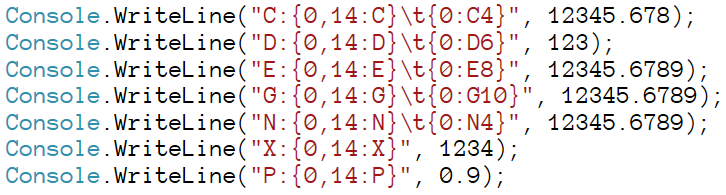 Console.WriteLine("C:{0,14:C}\t{0:C4}", 12345.678);
Console.WriteLine("D:{0,14:D}\t{0:D6}", 123);
Console.WriteLine("E:{0,14:E}\t{0:E8}", 12345.6789);
Console.WriteLine("G:{0,14:G}\t{0:G10}", 12345.6789);
Console.WriteLine("N:{0,14:N}\t{0:N4}", 12345.6789);
Console.WriteLine("X:{0,14:X}", 1234);
Console.WriteLine("P:{0,14:P}", 0.9);